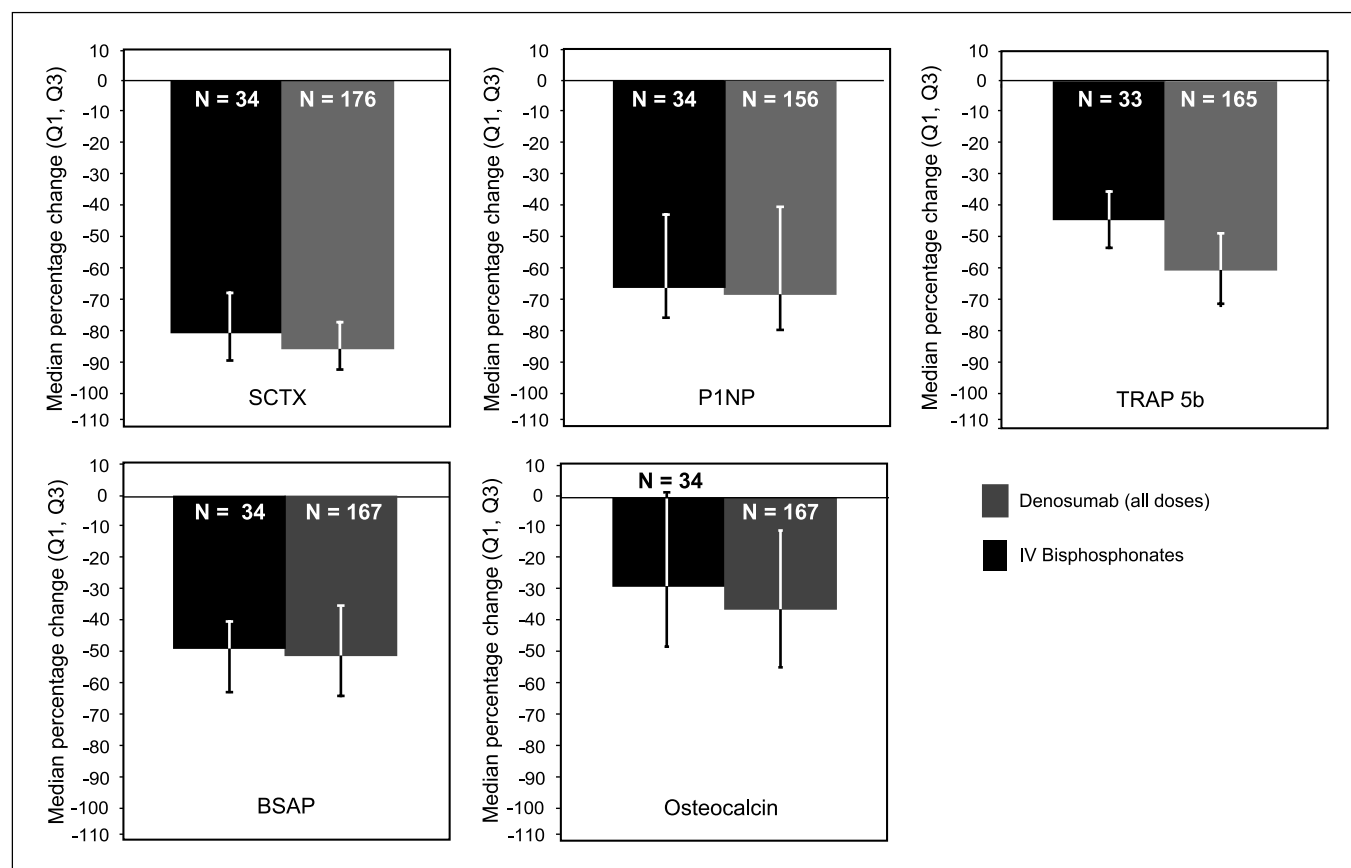 Median percentage change (Q1, Q3)
10
0
-10
-20
-30
-40
-50
-60
-70
-80
-90
-100
-110
N = 34
N = 176
SCTX
Median percentage change (Q1, Q3)
10
0
-10
-20
-30
-40
-50
-60
-70
-80
-90
-100
-110
N = 34
N = 156
P1NP
Median percentage change (Q1, Q3)
10
0
-10
-20
-30
-40
-50
-60
-70
-80
-90
-100
-110
N = 33
N = 165
TRAP 5b
Median percentage change (Q1, Q3)
10
0
-10
-20
-30
-40
-50
-60
-70
-80
-90
-100
-110
N = 34
N = 167
BSAP
Median percentage change (Q1, Q3)
10
0
-10
-20
-30
-40
-50
-60
-70
-80
-90
-100
-110
N = 34
N = 167
Osteocalcin
Denosumab (all doses)
IV Bisphosphonates